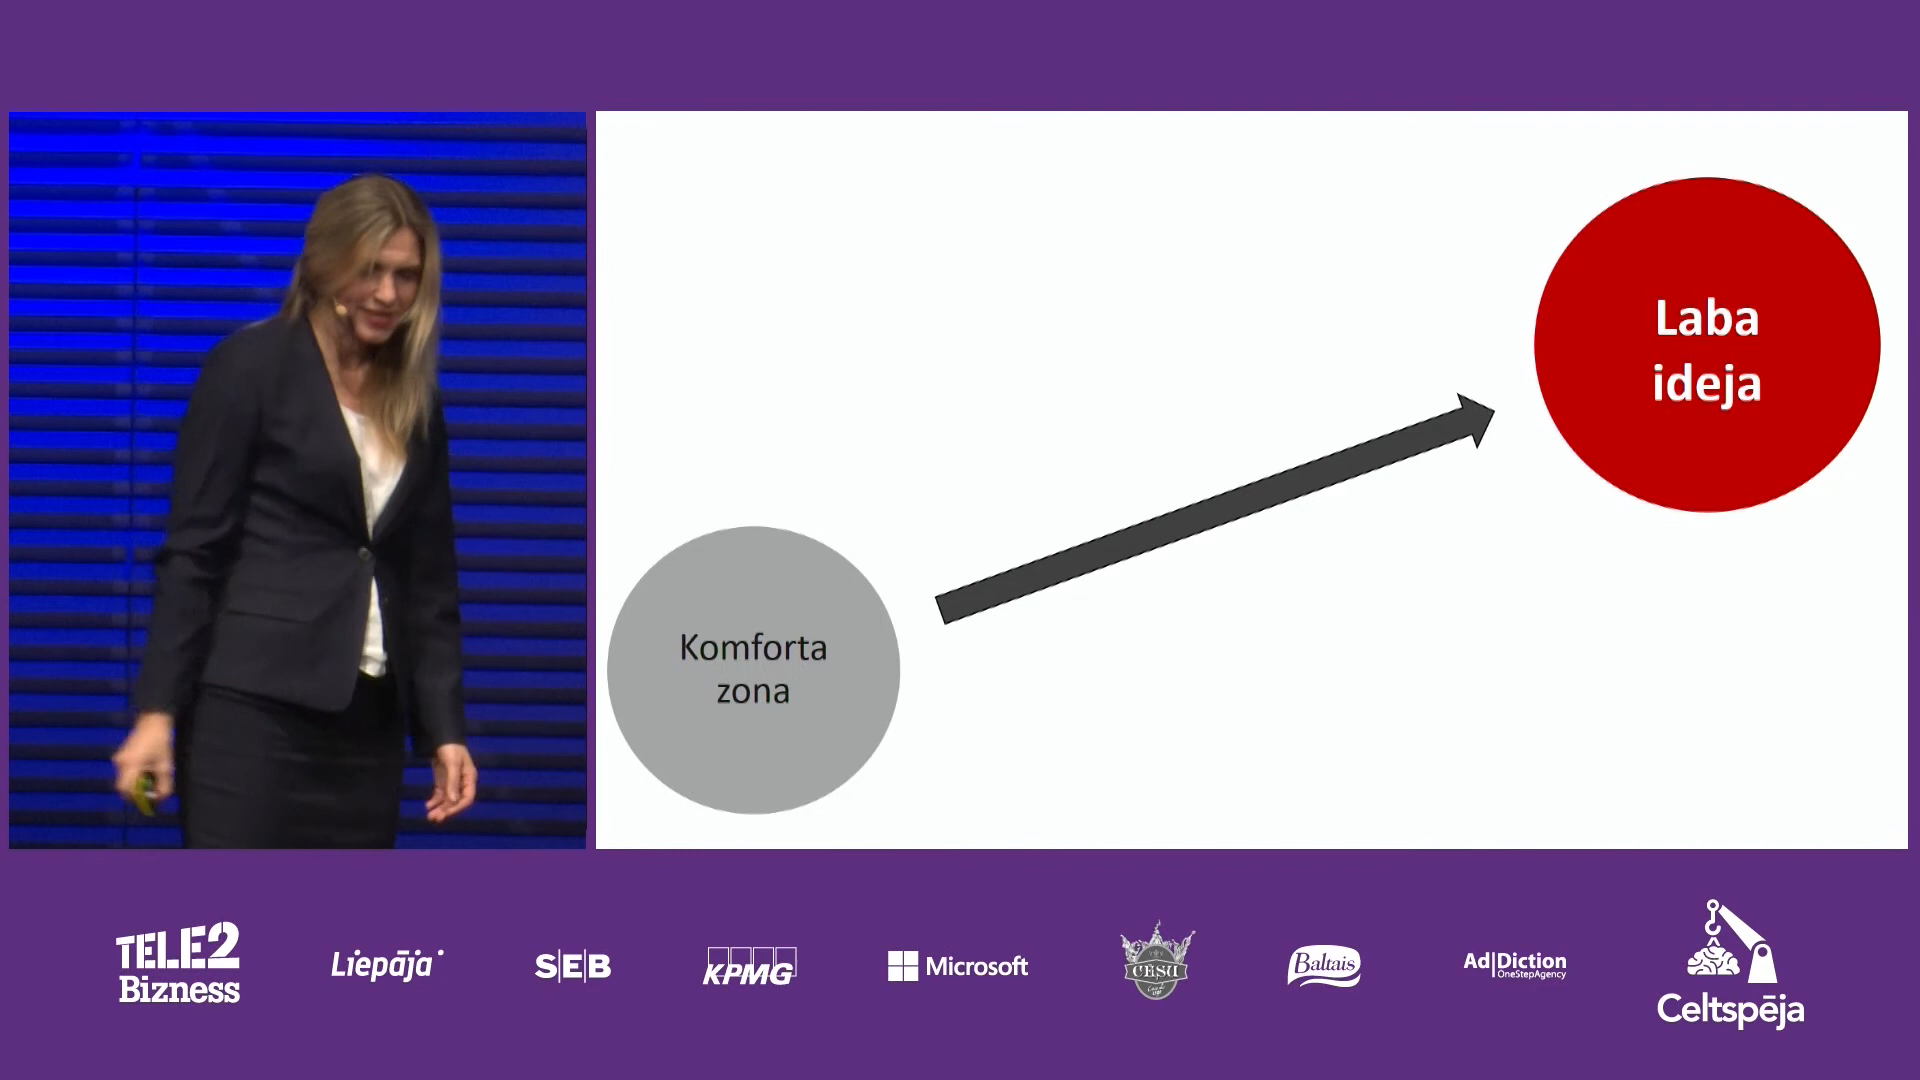 Laba
ideja
Komforta
zona
TELE2
Bizness
Liepāja
SEB
KPMG
Microsoft
CĒSU
Baltais
Ad|Diction
OneStepAgency
Celtspēja